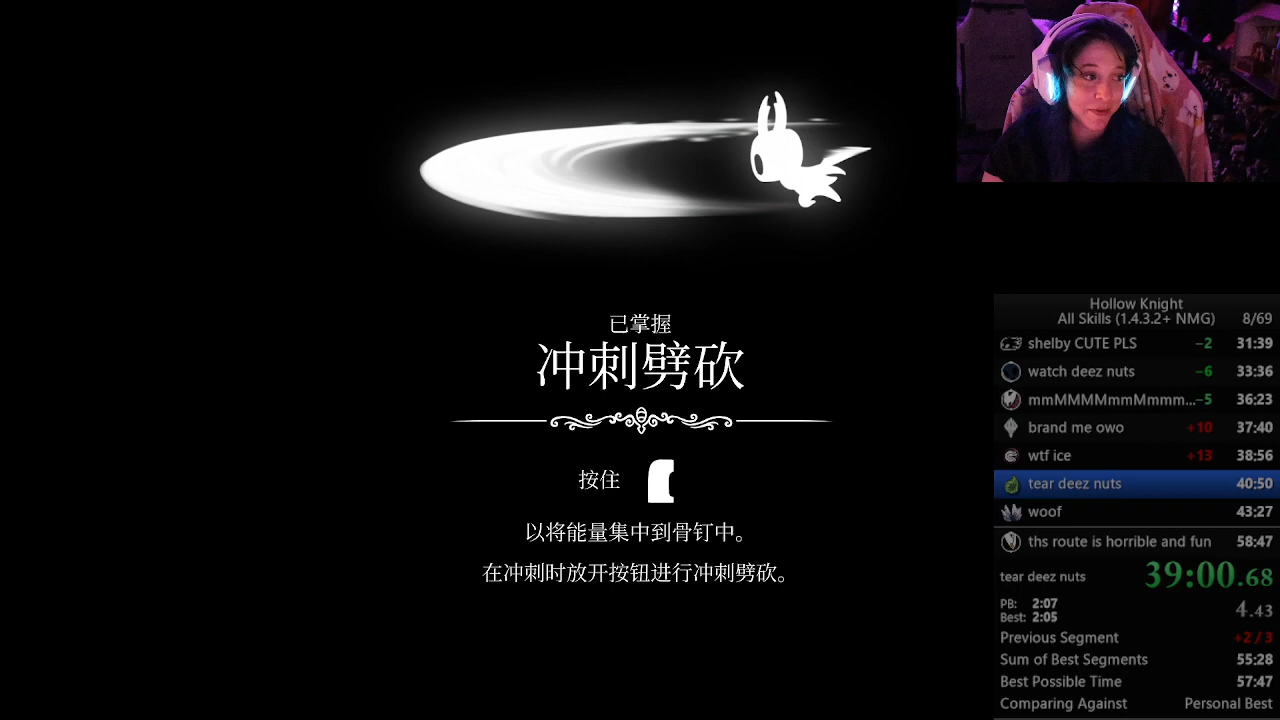 已掌握
冲刺劈砍
按住
以将能量集中到骨钉中。
在冲刺时放开按钮进行冲刺劈砍。
Hollow Knight
All Skills (1.4.3.2+ NMG) 8/69
shelby CUTE PLS −2 31:39
watch deez nuts −6 33:36
mmMMMMmmMmmm... −5 36:23
brand me owo +10 37:40
wtf ice +13 38:56
tear deez nuts 40:50
woof 43:27
ths route is horrible and fun 58:47
tear deez nuts 39:00.68
PB: 2:07 4.43
Best: 2:05
Previous Segment +2 / 3
Sum of Best Segments 55:28
Best Possible Time 57:47
Comparing Against Personal Best